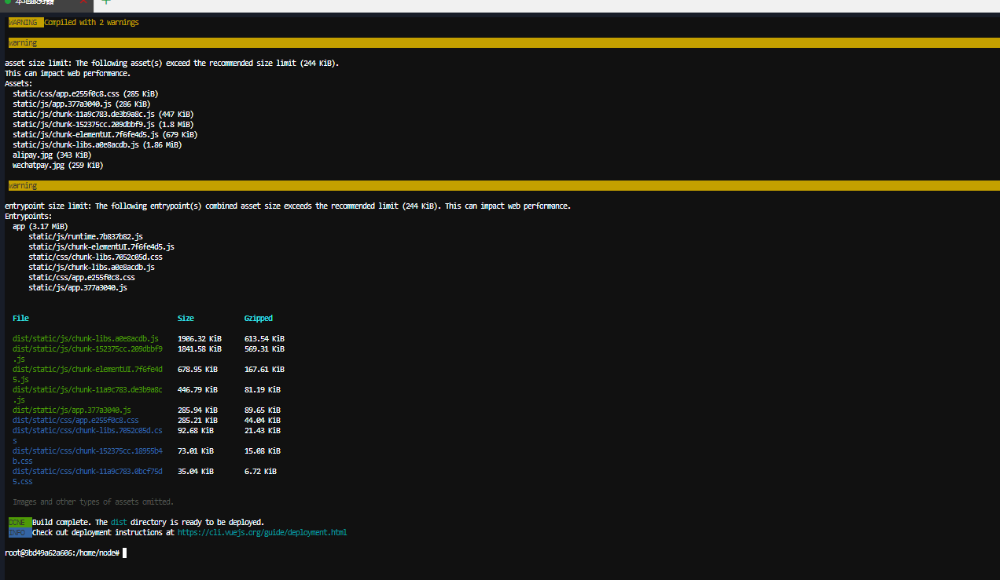 本地服务器
WARNING Compiled with 2 warnings
warning
asset size limit: The following asset(s) exceed the recommended size limit (244 KiB).
This can impact web performance.
Assets:
static/css/app.e255f0c8.css (285 KiB)
static/js/app.377a3040.js (286 KiB)
static/js/chunk-11a9c783.de3b9a8c.js (447 KiB)
static/js/chunk-152375cc.209dbbf9.js (1.8 MiB)
static/js/chunk-elementUI.7f6fe4d5.js (679 KiB)
static/js/chunk-libs.a0e8acdb.js (1.86 MiB)
alipay.jpg (343 KiB)
wechatpay.jpg (259 KiB)
warning
entrypoint size limit: The following entrypoint(s) combined asset size exceeds the recommended limit (244 KiB). This can impact web performance.
Entrypoints:
app (3.17 MiB)
static/js/runtime.7b837b82.js
static/js/chunk-elementUI.7f6fe4d5.js
static/css/chunk-libs.7052c05d.css
static/js/chunk-libs.a0e8acdb.js
static/css/app.e255f0c8.css
static/js/app.377a3040.js
File Size Gzipped
dist/static/js/chunk-libs.a0e8acdb.js 1906.32 KiB 613.54 KiB
dist/static/js/chunk-152375cc.209dbbf9 1841.58 KiB 569.31 KiB
.js
dist/static/js/chunk-elementUI.7f6fe4d 678.95 KiB 167.61 KiB
5.js
dist/static/js/chunk-11a9c783.de3b9a8c 446.79 KiB 81.19 KiB
.js
dist/static/js/app.377a3040.js 285.94 KiB 89.65 KiB
dist/static/css/app.e255f0c8.css 285.21 KiB 44.04 KiB
dist/static/css/chunk-libs.7052c05d.cs 92.68 KiB 21.43 KiB
s
dist/static/css/chunk-152375cc.18955b4 73.01 KiB 15.08 KiB
b.css
dist/static/css/chunk-11a9c783.0bcf75d 35.04 KiB 6.72 KiB
5.css
Images and other types of assets omitted.
DONE Build complete. The dist directory is ready to be deployed.
INFO Check out deployment instructions at https://cli.vuejs.org/guide/deployment.html
root@9bd49a62a606:/home/node#